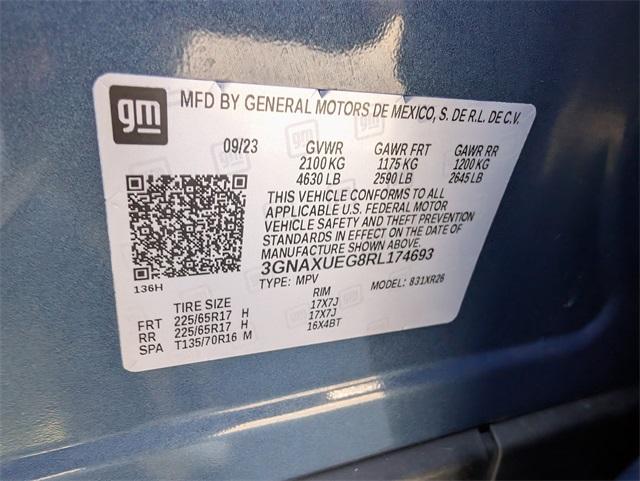 gm
MFD BY GENERAL MOTORS DE MEXICO, S. DE R.L. DE C.V.
09/23 GVWR GAWR FRT GAWR RR
2100 KG 1175 KG 1200 KG
4630 LB 2590 LB 2645 LB
THIS VEHICLE CONFORMS TO ALL
APPLICABLE U.S. FEDERAL MOTOR
VEHICLE SAFETY AND THEFT PREVENTION
STANDARDS IN EFFECT ON THE DATE OF
MANUFACTURE SHOWN ABOVE.
3GNAXUEG8RL174693
136H
TYPE: MPV MODEL: 831XR26
TIRE SIZE RIM
FRT 225/65R17 H 17X7J
RR 225/65R17 H 17X7J
SPA T135/70R16 M 16X4BT